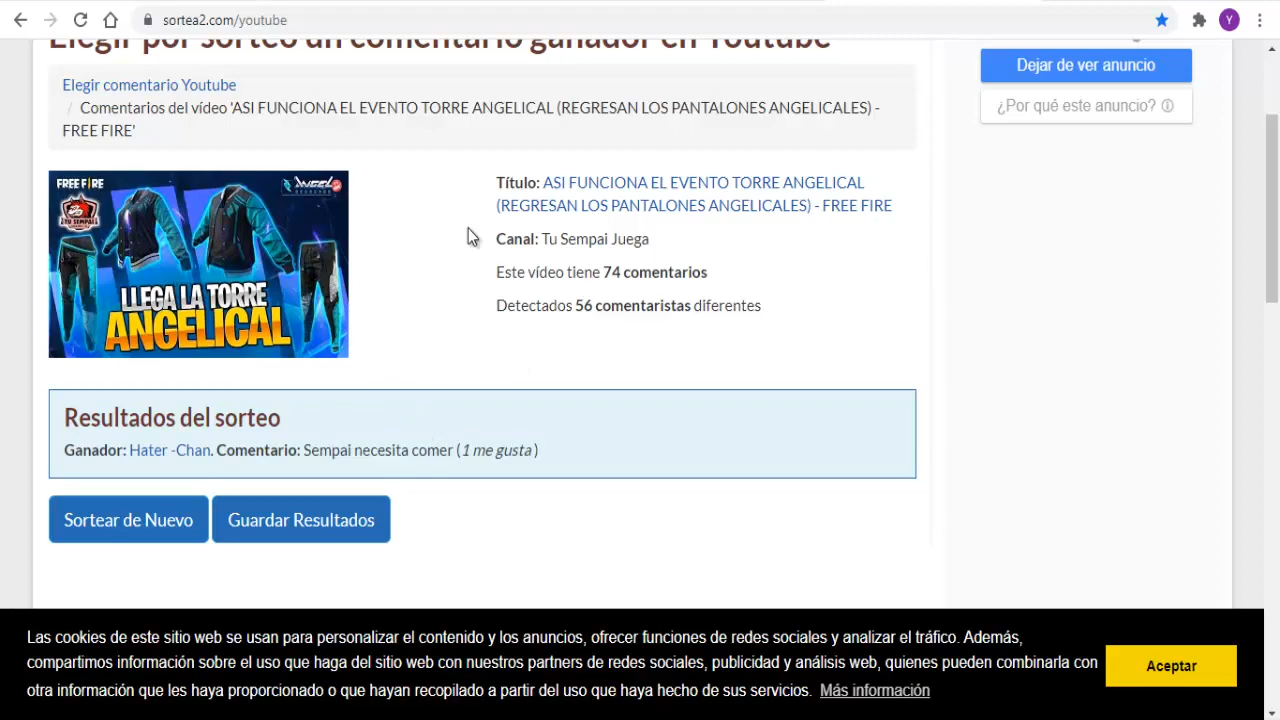 sortea2.com/youtube
Y
Elegir por sorteo un comentario ganador en Youtube
Elegir comentario Youtube
/ Comentarios del vídeo 'ASI FUNCIONA EL EVENTO TORRE ANGELICAL (REGRESAN LOS PANTALONES ANGELICALES) -
FREE FIRE'
FREE FIRE
TU SEMPAI
LLEGA LA TORRE
ANGELICAL
Título: ASI FUNCIONA EL EVENTO TORRE ANGELICAL
(REGRESAN LOS PANTALONES ANGELICALES) - FREE FIRE
Canal: Tu Sempai Juega
Este vídeo tiene 74 comentarios
Detectados 56 comentaristas diferentes
Dejar de ver anuncio
¿Por qué este anuncio?
Resultados del sorteo
Ganador: Hater -Chan. Comentario: Sempai necesita comer ( 1 me gusta )
Sortear de Nuevo
Guardar Resultados
Las cookies de este sitio web se usan para personalizar el contenido y los anuncios, ofrecer funciones de redes sociales y analizar el tráfico. Además,
compartimos información sobre el uso que haga del sitio web con nuestros partners de redes sociales, publicidad y análisis web, quienes pueden combinarla con
otra información que les haya proporcionado o que hayan recopilado a partir del uso que haya hecho de sus servicios. Más información
Aceptar